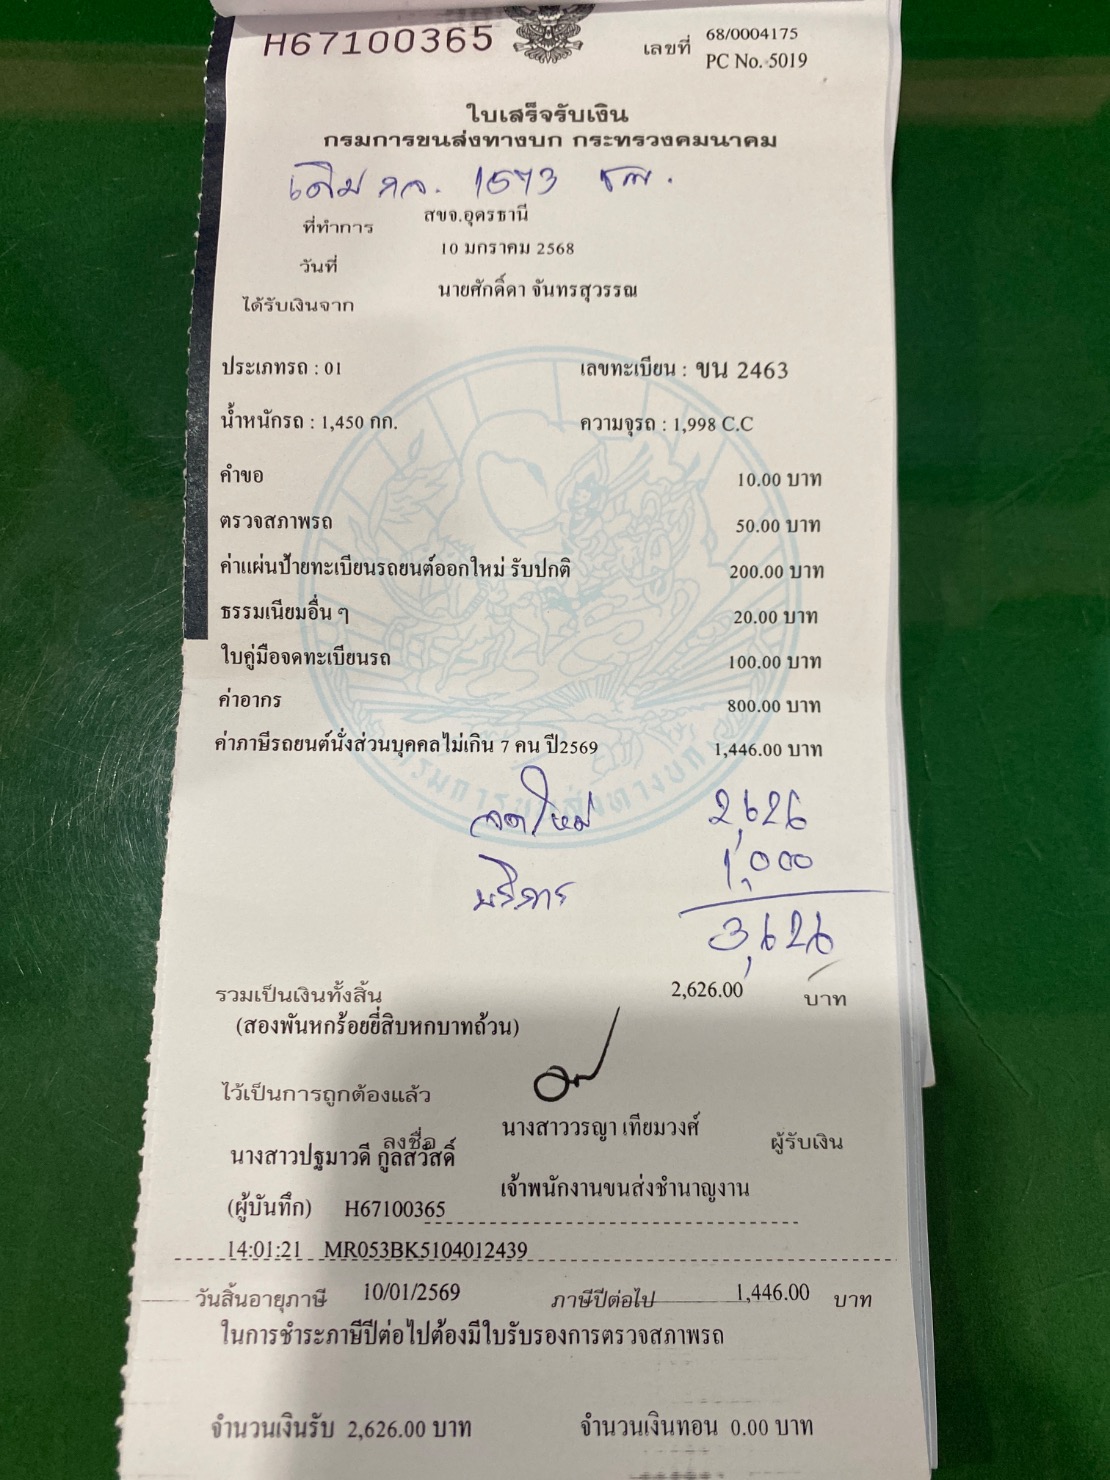 H67100365
เลขที่ 68/0004175
PC No. 5019
ใบเสร็จรับเงิน
กรมการขนส่งทางบก กระทรวงคมนาคม
เดิม กจ. 1573 ชม.
ที่ทำการ สขจ.อุดรธานี
วันที่ 10 มกราคม 2568
ได้รับเงินจาก นายศักดิ์ดา จันทรสุวรรณ
ประเภทรถ : 01 เลขทะเบียน : ขน 2463
น้ำหนักรถ : 1,450 กก. ความจุรถ : 1,998 C.C
คำขอ 10.00 บาท
ตรวจสภาพรถ 50.00 บาท
ค่าแผ่นป้ายทะเบียนรถยนต์ออกใหม่ รับปกติ 200.00 บาท
ธรรมเนียมอื่น ๆ 20.00 บาท
ใบคู่มือจดทะเบียนรถ 100.00 บาท
ค่าอากร 800.00 บาท
ค่าภาษีรถยนต์นั่งส่วนบุคคลไม่เกิน 7 คน ปี2569 1,446.00 บาท
กรมการขนส่งทางบก
จดใหม่ 2,626
บริการ 1,000
3,626
รวมเป็นเงินทั้งสิ้น 2,626.00 บาท
(สองพันหกร้อยยี่สิบหกบาทถ้วน)
ไว้เป็นการถูกต้องแล้ว
ลงชื่อ นางสาววรญา เทียมวงศ์ ผู้รับเงิน
นางสาวปฐมาวดี กูลสวัสดิ์
เจ้าพนักงานขนส่งชำนาญงาน
(ผู้บันทึก) H67100365
14:01:21 MR053BK5104012439
วันสิ้นอายุภาษี 10/01/2569 ภาษีปีต่อไป 1,446.00 บาท
ในการชำระภาษีปีต่อไปต้องมีใบรับรองการตรวจสภาพรถ
จำนวนเงินรับ 2,626.00 บาท จำนวนเงินทอน 0.00 บาท